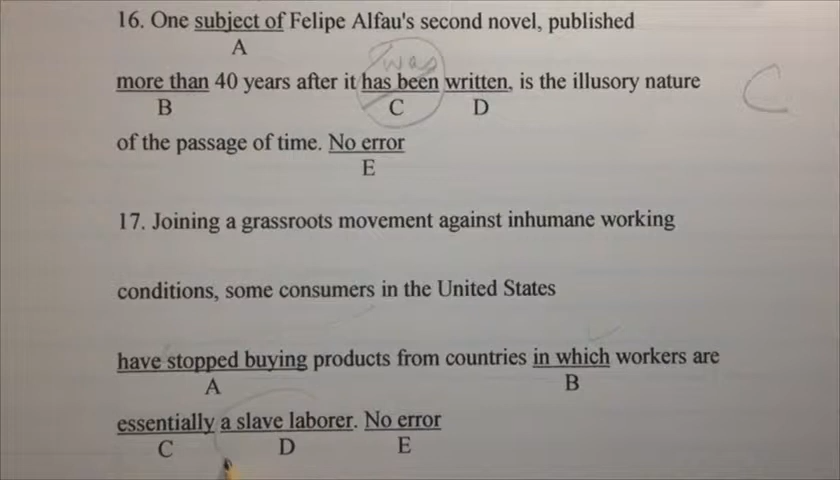 16. One subject of Felipe Alfau's second novel, published
A
was
more than 40 years after it has been written, is the illusory nature
B C D
C
of the passage of time. No error
E
17. Joining a grassroots movement against inhumane working
conditions, some consumers in the United States
have stopped buying products from countries in which workers are
A B
essentially a slave laborer. No error
C D E